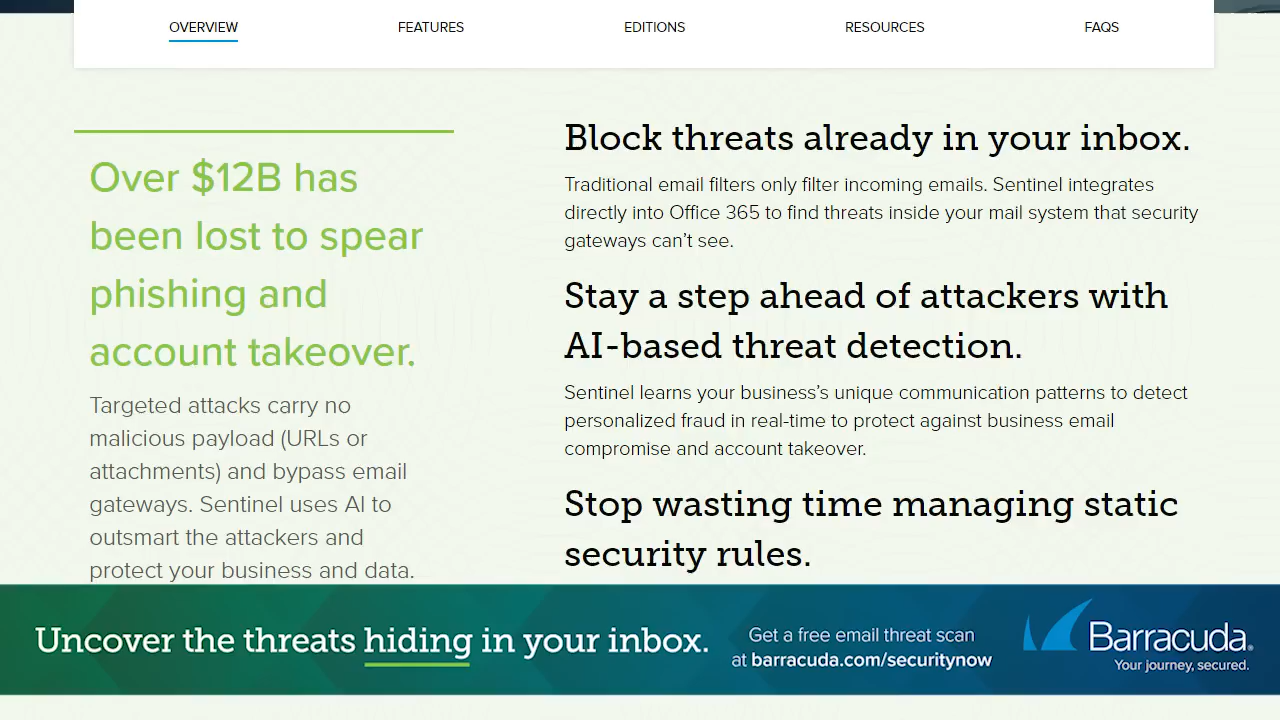 OVERVIEW
FEATURES
EDITIONS
RESOURCES
FAQS
Over $12B has
been lost to spear
phishing and
account takeover.
Targeted attacks carry no
malicious payload (URLs or
attachments) and bypass email
gateways. Sentinel uses AI to
outsmart the attackers and
protect your business and data.
Block threats already in your inbox.
Traditional email filters only filter incoming emails. Sentinel integrates
directly into Office 365 to find threats inside your mail system that security
gateways can’t see.
Stay a step ahead of attackers with
AI-based threat detection.
Sentinel learns your business’s unique communication patterns to detect
personalized fraud in real-time to protect against business email
compromise and account takeover.
Stop wasting time managing static
security rules.
Uncover the threats hiding in your inbox.
Get a free email threat scan
at barracuda.com/securitynow
Barracuda®
Your journey, secured.